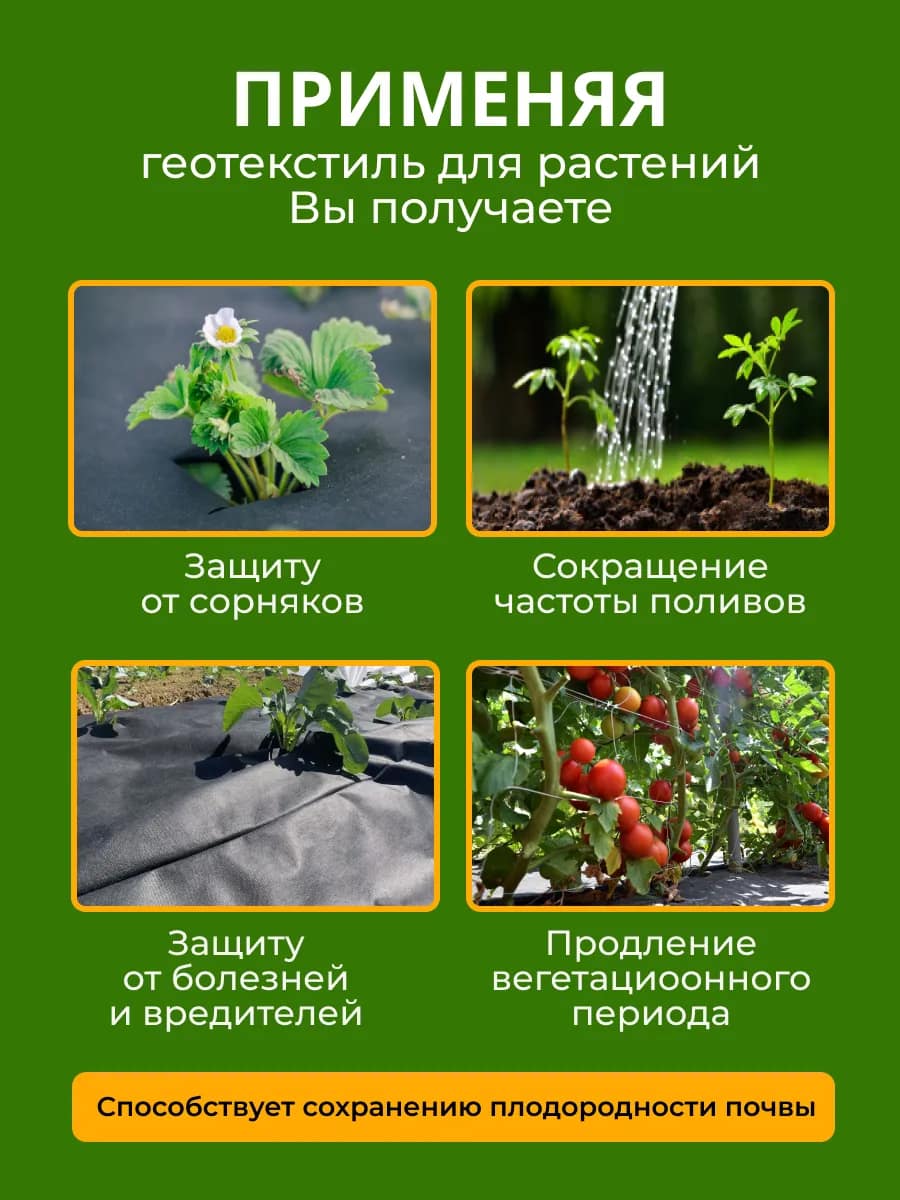 ПРИМЕНЯЯ
геотекстиль для растений
Вы получаете
Защиту
от сорняков
Сокращение
частоты поливов
Защиту
от болезней
и вредителей
Продление
вегетациоонного
периода
Способствует сохранению плодородности почвы